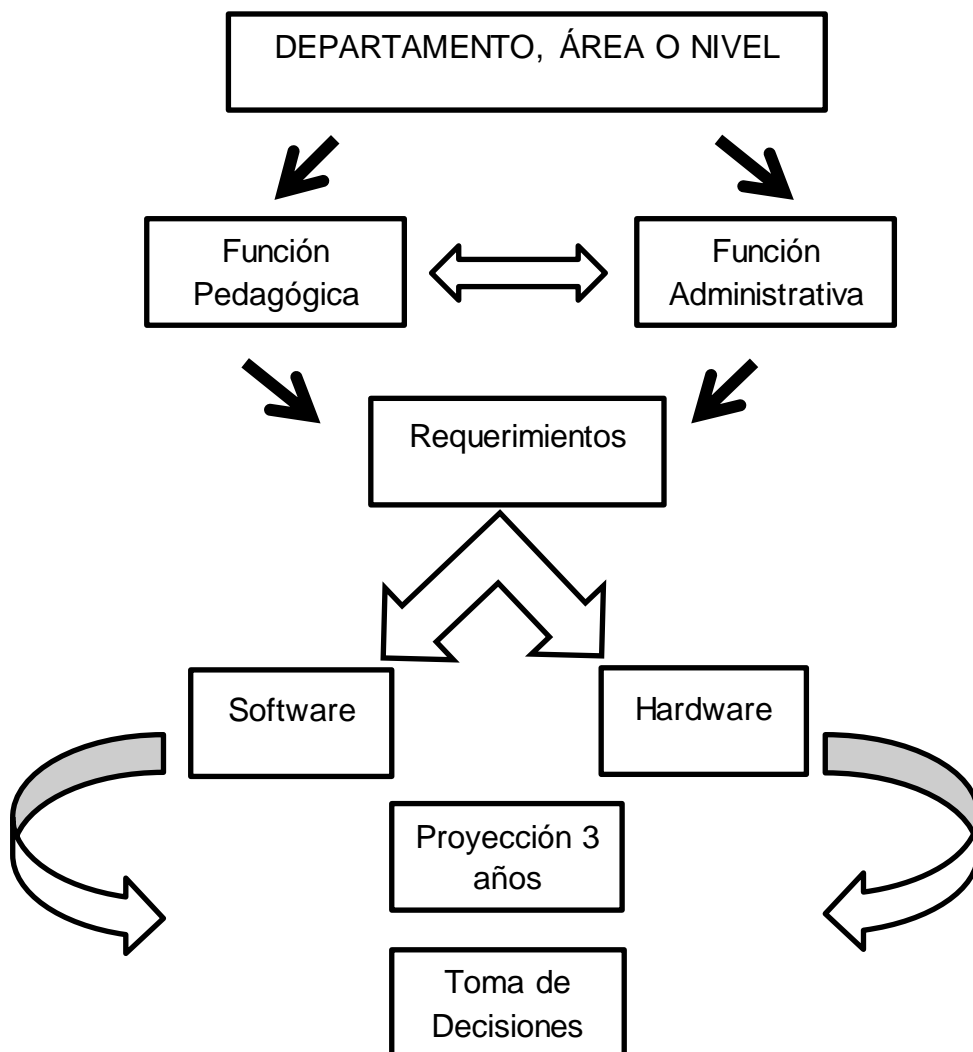 DEPARTAMENTO, ÁREA O NIVEL
Función
Pedagógica
Función
Administrativa
Requerimientos
Software
Hardware
Proyección 3
años
Toma de
Decisiones